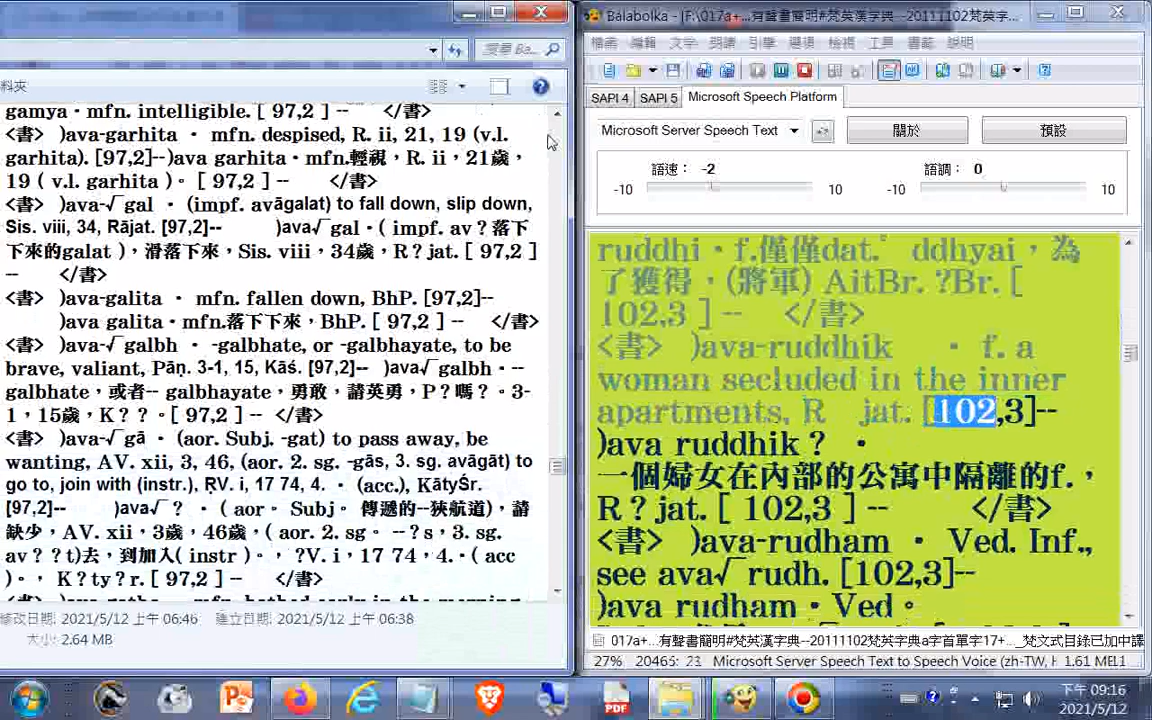 料夾
gamya‧mfn. intelligible. [ 97,2] -- </書>
<書> )ava-garhita ‧ mfn. despised, R. ii, 21, 19 (v.l.
garhita). [97,2]--)ava garhita‧mfn.輕視，R. ii，21歲，
19 ( v.l. garhita )。 [ 97,2 ] -- </書>
<書> )ava-√gal ‧ (impf. avāgalat) to fall down, slip down,
Sis. viii, 34, Rājat. [97,2]-- )ava√gal‧( impf. av？落下
下來的galat )，滑落下來，Sis. viii，34歲，R？jat. [ 97,2 ]
-- </書>
<書> )ava-galita ‧ mfn. fallen down, BhP. [97,2]--
)ava galita‧mfn.落下下來，BhP. [ 97,2 ] -- </書>
<書> )ava-√galbh ‧ -galbhate, or -galbhayate, to be
brave, valiant, Pāṇ. 3-1, 15, Kāś. [97,2]-- )ava√galbh‧--
galbhate，或者-- galbhayate，勇敢，請英勇，P？嗎？。3-
1，15歲，K？？。[ 97,2 ] -- </書>
<書> )ava-√gā ‧ (aor. Subj. -gat) to pass away, be
wanting, AV. xii, 3, 46, (aor. 2. sg. -gās, 3. sg. avāgāt) to
go to, join with (instr.), ṚV. i, 17 74, 4. ‧ (acc.), KātyŚr.
[97,2]-- )ava√？‧( aor。Subj。傳遞的--狹航道)，請
缺少，AV. xii，3歲，46歲，( aor. 2. sg。--？s，3. sg.
av？？t)去，到加入( instr )。，？V. i，17 74，4.‧(acc
)。，K？ty？r. [ 97,2 ] -- </書>
修改日期: 2021/5/12 上午 06:46 建立日期: 2021/5/12 上午 06:38
大小: 2.64 MB
Balabolka - [F:\017a+...有聲書簡明#梵英漢字典--20111102梵英字...
檔案 編輯 文字 朗讀 引擎 選項 檢視 工具 書籤 說明
SAPI 4 SAPI 5 Microsoft Speech Platform
Microsoft Server Speech Text 關於 預設
語速： -2 語調： 0
-10 10 -10 10
ruddhi‧f.僅僅dat. ddhyai，為
了獲得，(將軍) AitBr. ?Br. [
102,3 ] -- </書>
<書> )ava-ruddhik ‧ f. a
woman secluded in the inner
apartments, R jat. [102,3]--
)ava ruddhik？ ‧
一個婦女在內部的公寓中隔離的f.，
R？jat. [ 102,3 ] -- </書>
<書> )ava-rudham ‧ Ved. Inf.,
see ava√rudh. [102,3]--
)ava rudham‧Ved。
017a+...有聲書簡明#梵英漢字典--20111102梵英字典a字首單字17+..._梵文式目錄已加中譯
27% 20465: 23 Microsoft Server Speech Text to Speech Voice (zh-TW, H 1.61 MB
下午 09:16
2021/5/12